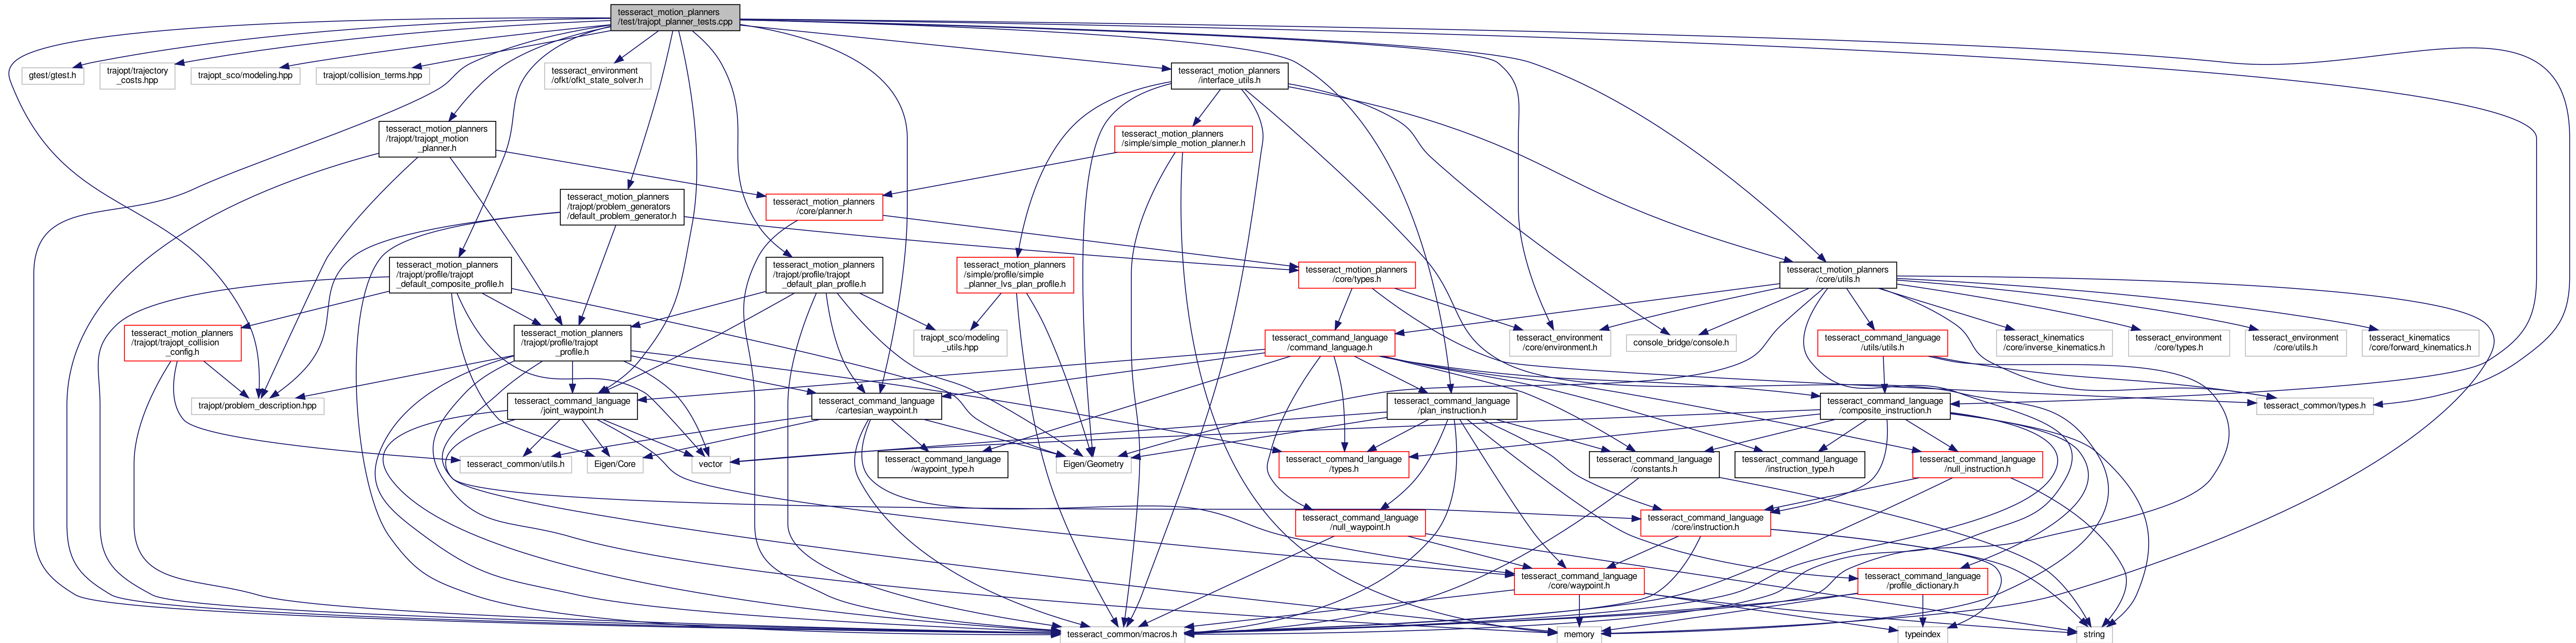 tesseract_motion_planners
/test/trajopt_planner_tests.cpp
gtest/gtest.h
trajopt/trajectory
_costs.hpp
trajopt_sco/modeling.hpp
trajopt/collision_terms.hpp
tesseract_environment
/ofkt/ofkt_state_solver.h
tesseract_motion_planners
/interface_utils.h
tesseract_motion_planners
/trajopt/trajopt_motion
_planner.h
tesseract_motion_planners
/simple/simple_motion_planner.h
tesseract_motion_planners
/trajopt/problem_generators
/default_problem_generator.h
tesseract_motion_planners
/core/planner.h
tesseract_motion_planners
/trajopt/profile/trajopt
_default_composite_profile.h
tesseract_motion_planners
/trajopt/profile/trajopt
_default_plan_profile.h
tesseract_motion_planners
/simple/profile/simple
_planner_lvs_plan_profile.h
tesseract_motion_planners
/core/types.h
tesseract_motion_planners
/core/utils.h
tesseract_motion_planners
/trajopt/trajopt_collision
_config.h
tesseract_motion_planners
/trajopt/profile/trajopt
_profile.h
trajopt_sco/modeling
_utils.hpp
tesseract_command_language
/command_language.h
tesseract_environment
/core/environment.h
console_bridge/console.h
tesseract_command_language
/utils/utils.h
tesseract_kinematics
/core/inverse_kinematics.h
tesseract_environment
/core/types.h
tesseract_environment
/core/utils.h
tesseract_kinematics
/core/forward_kinematics.h
trajopt/problem_description.hpp
tesseract_command_language
/joint_waypoint.h
tesseract_command_language
/cartesian_waypoint.h
tesseract_command_language
/plan_instruction.h
tesseract_command_language
/composite_instruction.h
tesseract_common/types.h
tesseract_common/utils.h
Eigen/Core
vector
tesseract_command_language
/waypoint_type.h
Eigen/Geometry
tesseract_command_language
/types.h
tesseract_command_language
/constants.h
tesseract_command_language
/instruction_type.h
tesseract_command_language
/null_instruction.h
tesseract_command_language
/null_waypoint.h
tesseract_command_language
/core/instruction.h
tesseract_command_language
/core/waypoint.h
tesseract_command_language
/profile_dictionary.h
tesseract_common/macros.h
memory
typeindex
string